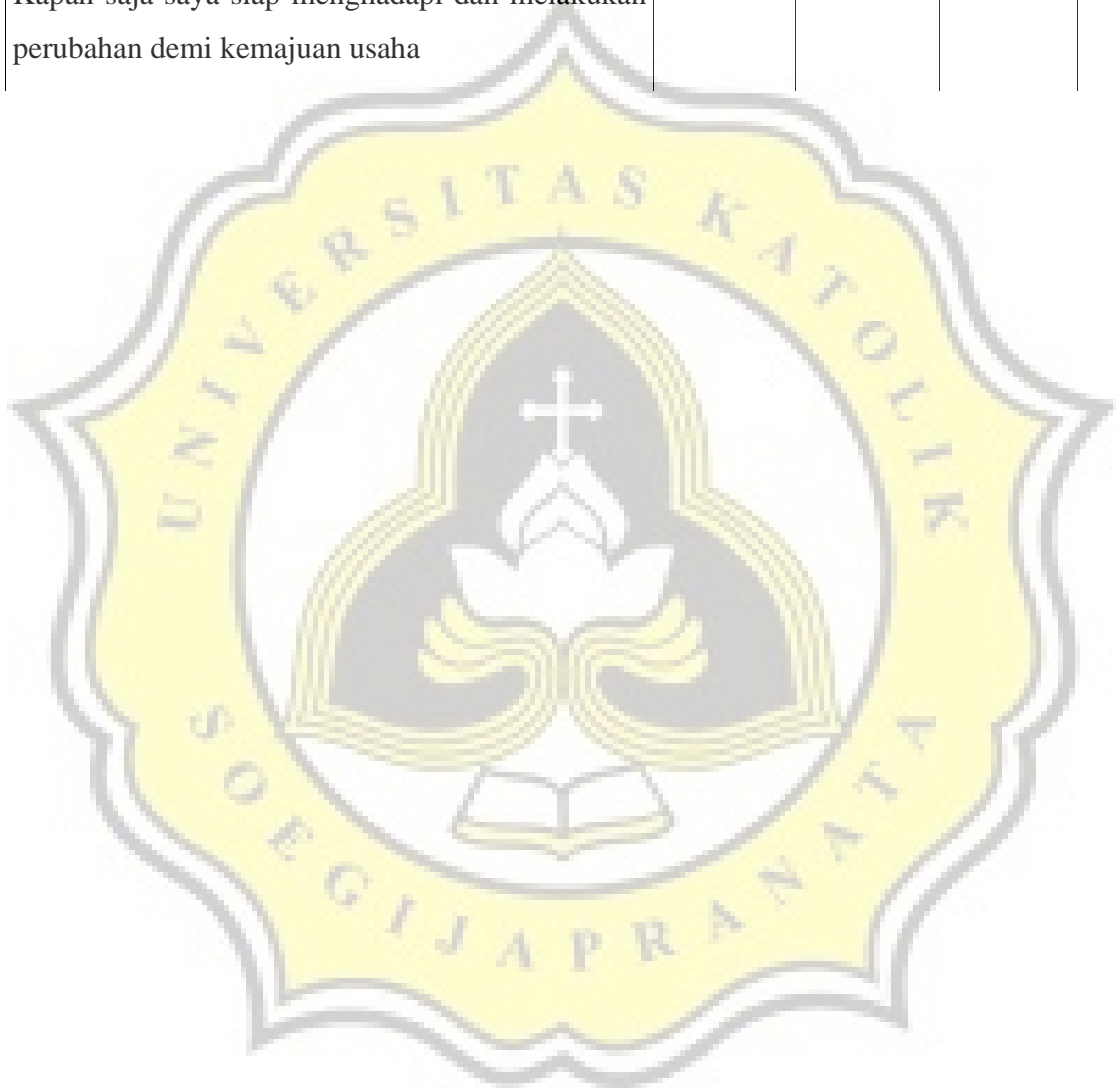 Kapan saja saya siap menghadapi dan melakukan
perubahan demi kemajuan usaha
UNIVERSITAS KATOLIK
SOEGIJAPRANATA